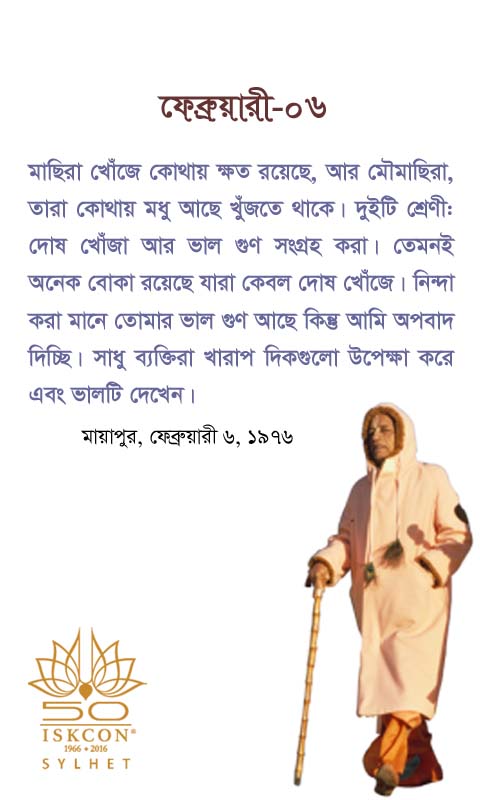 ফেব্রুয়ারী-০৬
মাছিরা খোঁজে কোথায় ক্ষত রয়েছে, আর মৌমাছিরা,
তারা কোথায় মধু আছে খুঁজতে থাকে। দুইটি শ্রেণী:
দোষ খোঁজা আর ভাল গুণ সংগ্রহ করা। তেমনই
অনেক বোকা রয়েছে যারা কেবল দোষ খোঁজে। নিন্দা
করা মানে তোমার ভাল গুণ আছে কিন্তু আমি অপবাদ
দিচ্ছি। সাধু ব্যক্তিরা খারাপ দিকগুলো উপেক্ষা করে
এবং ভালটি দেখেন।
মায়াপুর, ফেব্রুয়ারী ৬, ১৯৭৬
50
ISKCON®
1966 • 2016
SYLHET